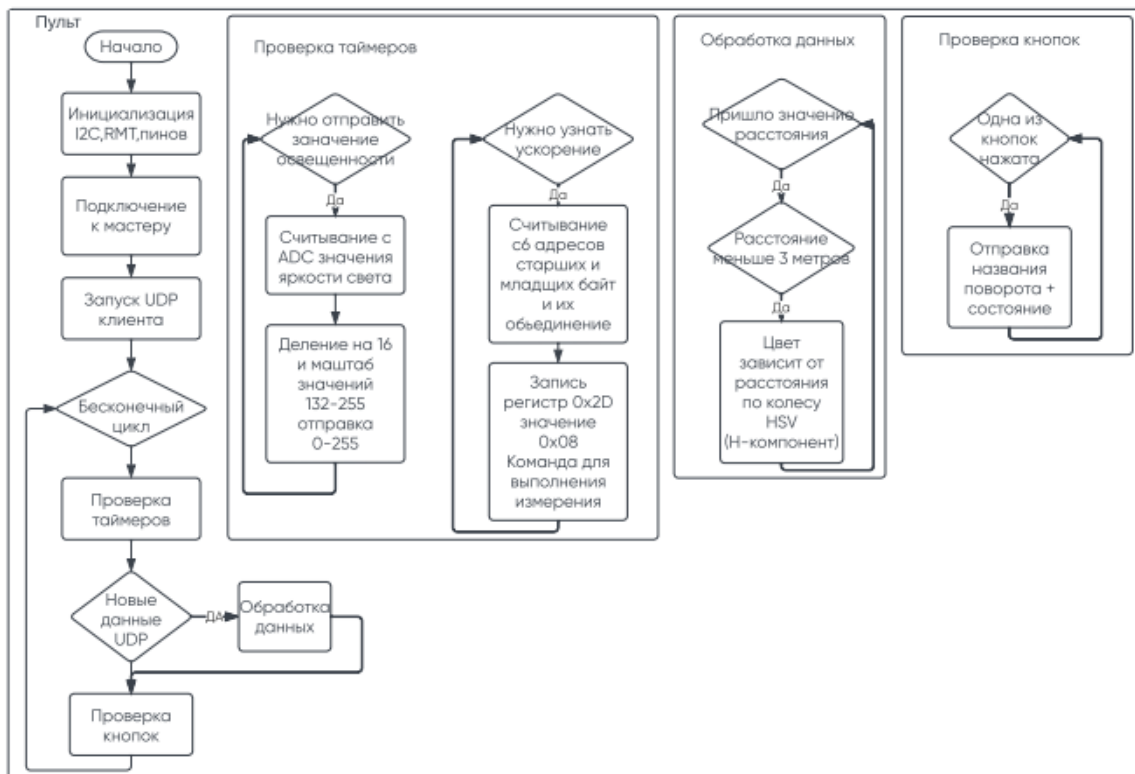 Пульт
Начало
Инициализация
I2C,RMT,пинов
Подключение
к мастеру
Запуск UDP
клиента
Бесконечный
цикл
Проверка
таймеров
Новые
данные
UDP
ДА
Обработка
данных
Проверка
кнопок
Проверка таймеров
Нужно отправить
заначение
освещенности
Да
Считывание с
ADC значения
яркости света
Деление на 16
и маштаб
значений
132-255
отправка
0-255
Нужно узнать
ускорение
Да
Считывание
с6 адресов
старших и
младщих байт
и их
обьединение
Запись
регистр 0x2D
значение
0x08
Команда для
выполнения
измерения
Обработка данных
Пришло значение
расстояния
Да
Расстояние
меньше 3 метров
Да
Цвет
зависит от
расстояния
по колесу
HSV
(H-компонент)
Проверка кнопок
Одна из
кнопок
нажата
Да
Отправка
названия
поворота +
состояние